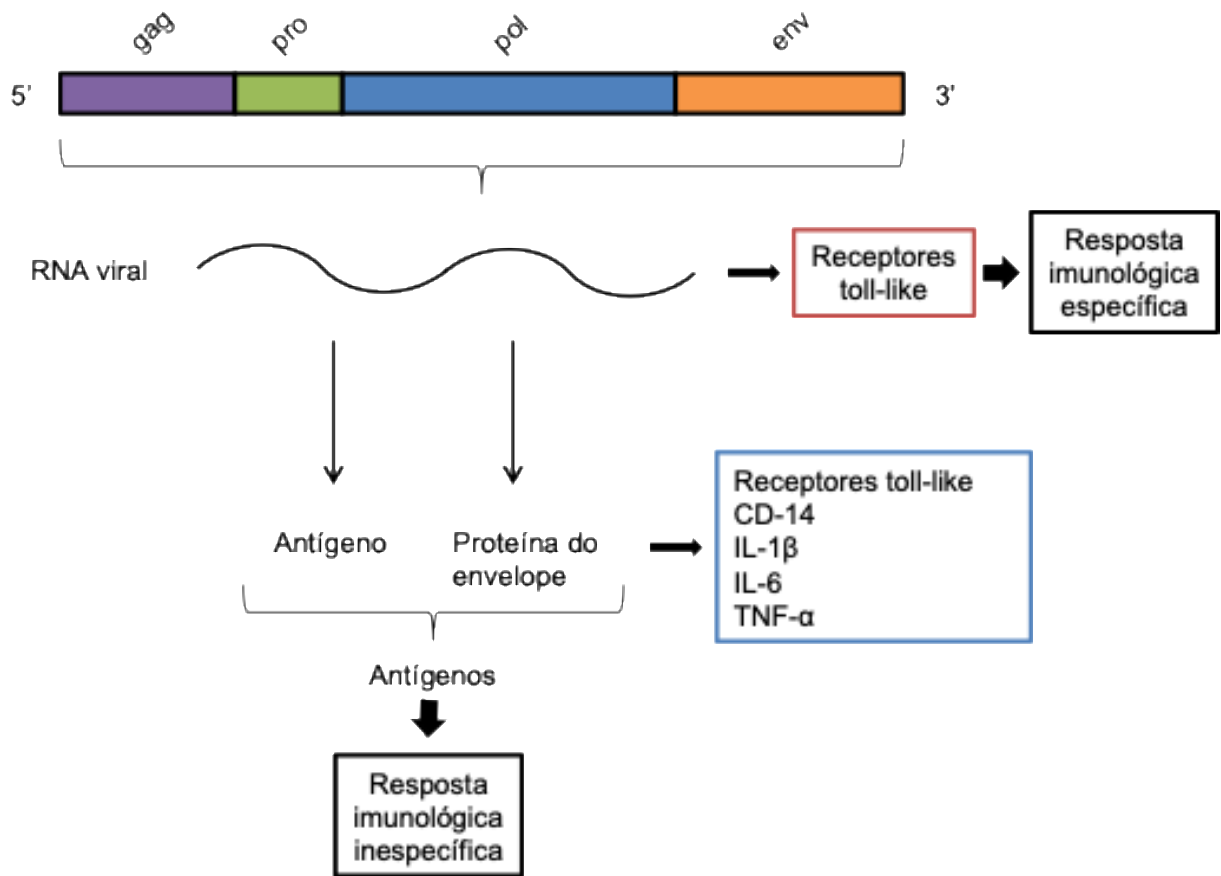 gag
pro
pol
env
5’
3’
RNA viral
Receptores
toll-like
Resposta
imunológica
específica
Antígeno
Proteína do
envelope
Receptores toll-like
CD-14
IL-1β
IL-6
TNF-α
Antígenos
Resposta
imunológica
inespecífica